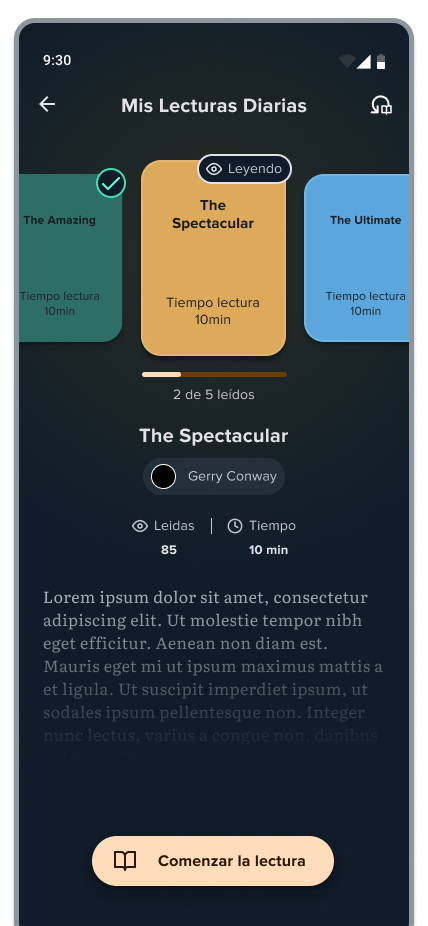 9:30
Mis Lecturas Diarias
Leyendo
The Amazing
Tiempo lectura
10min
The
Spectacular
Tiempo lectura
10min
The Ultimate
Tiempo lectura
10min
2 de 5 leídos
The Spectacular
Gerry Conway
Leidas
85
Tiempo
10 min
Lorem ipsum dolor sit amet, consectetur
adipiscing elit. Ut molestie tempor nibh
eget efficitur. Aenean non diam est.
Mauris eget mi ut ipsum maximus mattis a
et ligula. Ut suscipit imperdiet ipsum, ut
sodales ipsum pellentesque non. Integer
nunc lectus, varius a congue non, dapibus
Comenzar la lectura